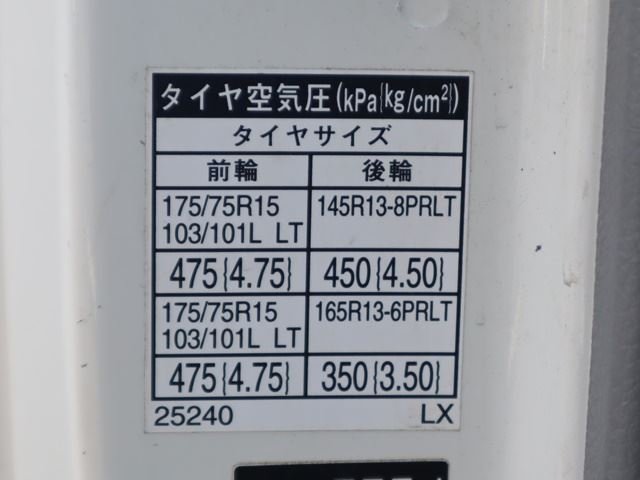 タイヤ空気圧(kPa{kg/cm²})
タイヤサイズ
前輪 後輪
175/75R15 145R13-8PRLT
103/101L LT
475{4.75} 450{4.50}
175/75R15 165R13-6PRLT
103/101L LT
475{4.75} 350{3.50}
25240 LX